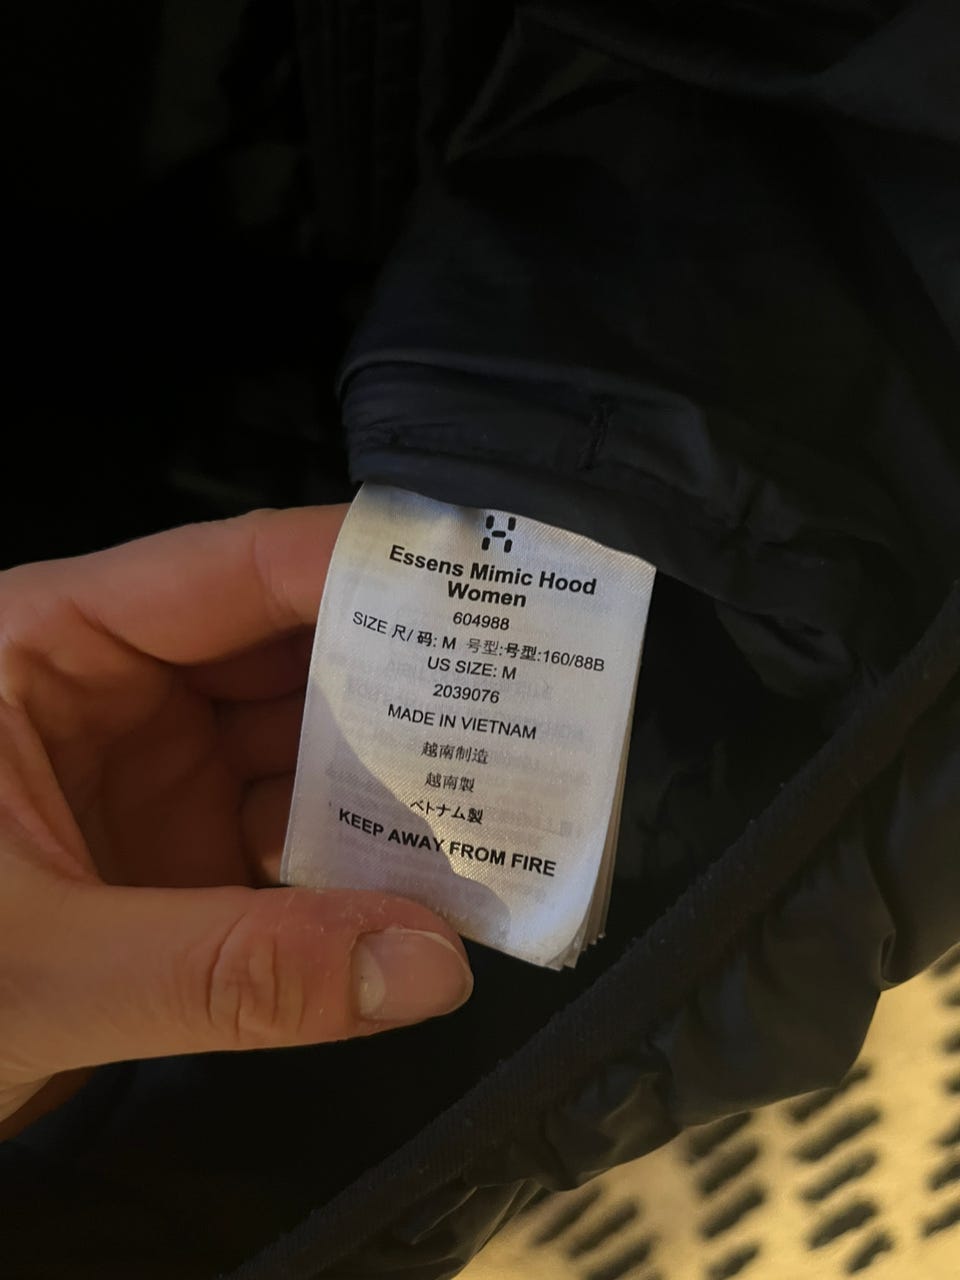 Essens Mimic Hood
Women
604988
SIZE 尺/ 码: M 号型:号型:160/88B
US SIZE: M
2039076
MADE IN VIETNAM
越南制造
越南製
ベトナム製
KEEP AWAY FROM FIRE